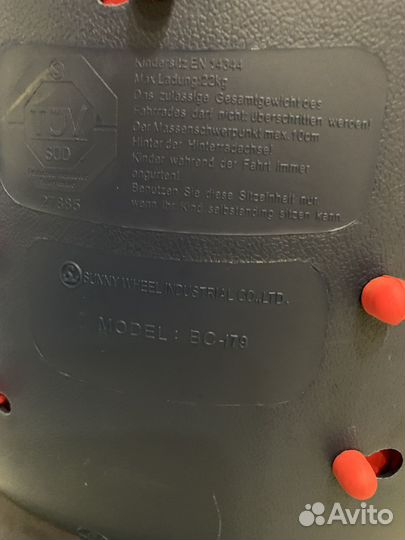 Kindersitz EN 14344
Max.Ladung:22kg
Das zulässige Gesamtgewicht des
Fahrrades darf nicht überschritten werden!
Der Massenschwerpunkt max. 10cm
Hinter der Hinterradachse!
Kinder während der Fahrt immer
angurten!
Benutzen Sie diese Sitzeinheit nur
wenn Ihr Kind selbständig sitzen kann
S
TÜV
SÜD
27885
SUNNY WHEEL INDUSTRIAL CO.,LTD.
MODEL: BC-179
Avito